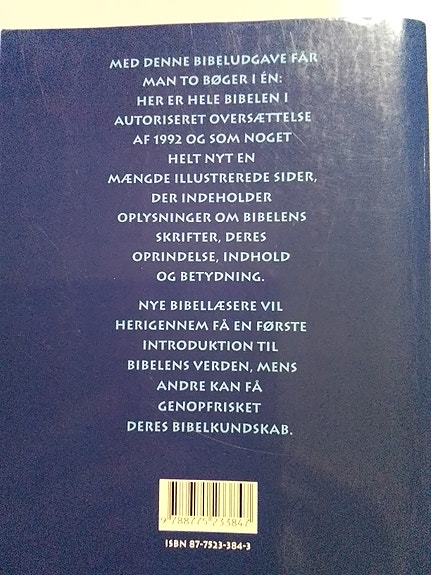 MED DENNE BIBELUDGAVE FÅR
MAN TO BØGER I ÉN:
HER ER HELE BIBELEN I
AUTORISERET OVERSÆTTELSE
AF 1992 OG SOM NOGET
HELT NYT EN
MÆNGDE ILLUSTREREDE SIDER,
DER INDEHOLDER
OPLYSNINGER OM BIBELENS
SKRIFTER, DERES
OPRINDELSE, INDHOLD
OG BETYDNING.
NYE BIBELLÆSERE VIL
HERIGENNEM FÅ EN FØRSTE
INTRODUKTION TIL
BIBELENS VERDEN, MENS
ANDRE KAN FÅ
GENOPFRISKET
DERES BIBELKUNDSKAB.
9 788775 233847
ISBN 87-7523-384-3